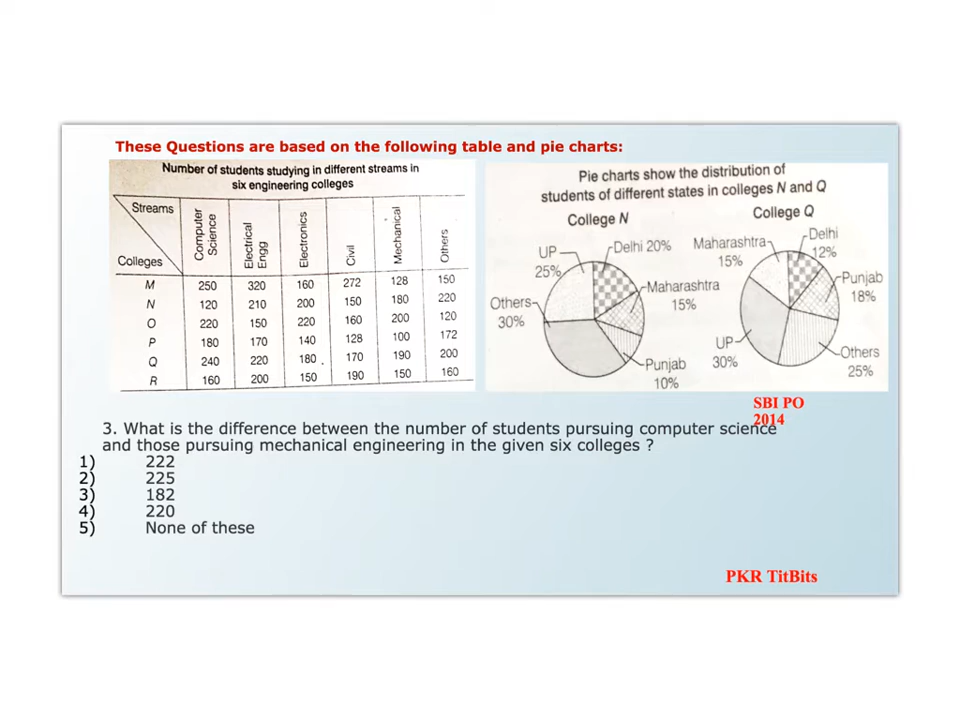 These Questions are based on the following table and pie charts:
Number of students studying in different streams in
six engineering colleges
Streams
Colleges
Computer Science
Electrical Engg
Electronics
Civil
Mechanical
Others
M 250 320 160 272 128 150
N 120 210 200 150 180 220
O 220 150 220 160 200 120
P 180 170 140 128 100 172
Q 240 220 180 170 190 200
R 160 200 150 190 150 160
Pie charts show the distribution of
students of different states in colleges N and Q
College N
UP
25%
Delhi 20%
Maharashtra
15%
Others
30%
Punjab
10%
College Q
Maharashtra
15%
Delhi
12%
Punjab
18%
UP
30%
Others
25%
SBI PO
2014
3. What is the difference between the number of students pursuing computer science
and those pursuing mechanical engineering in the given six colleges ?
1) 222
2) 225
3) 182
4) 220
5) None of these
PKR TitBits